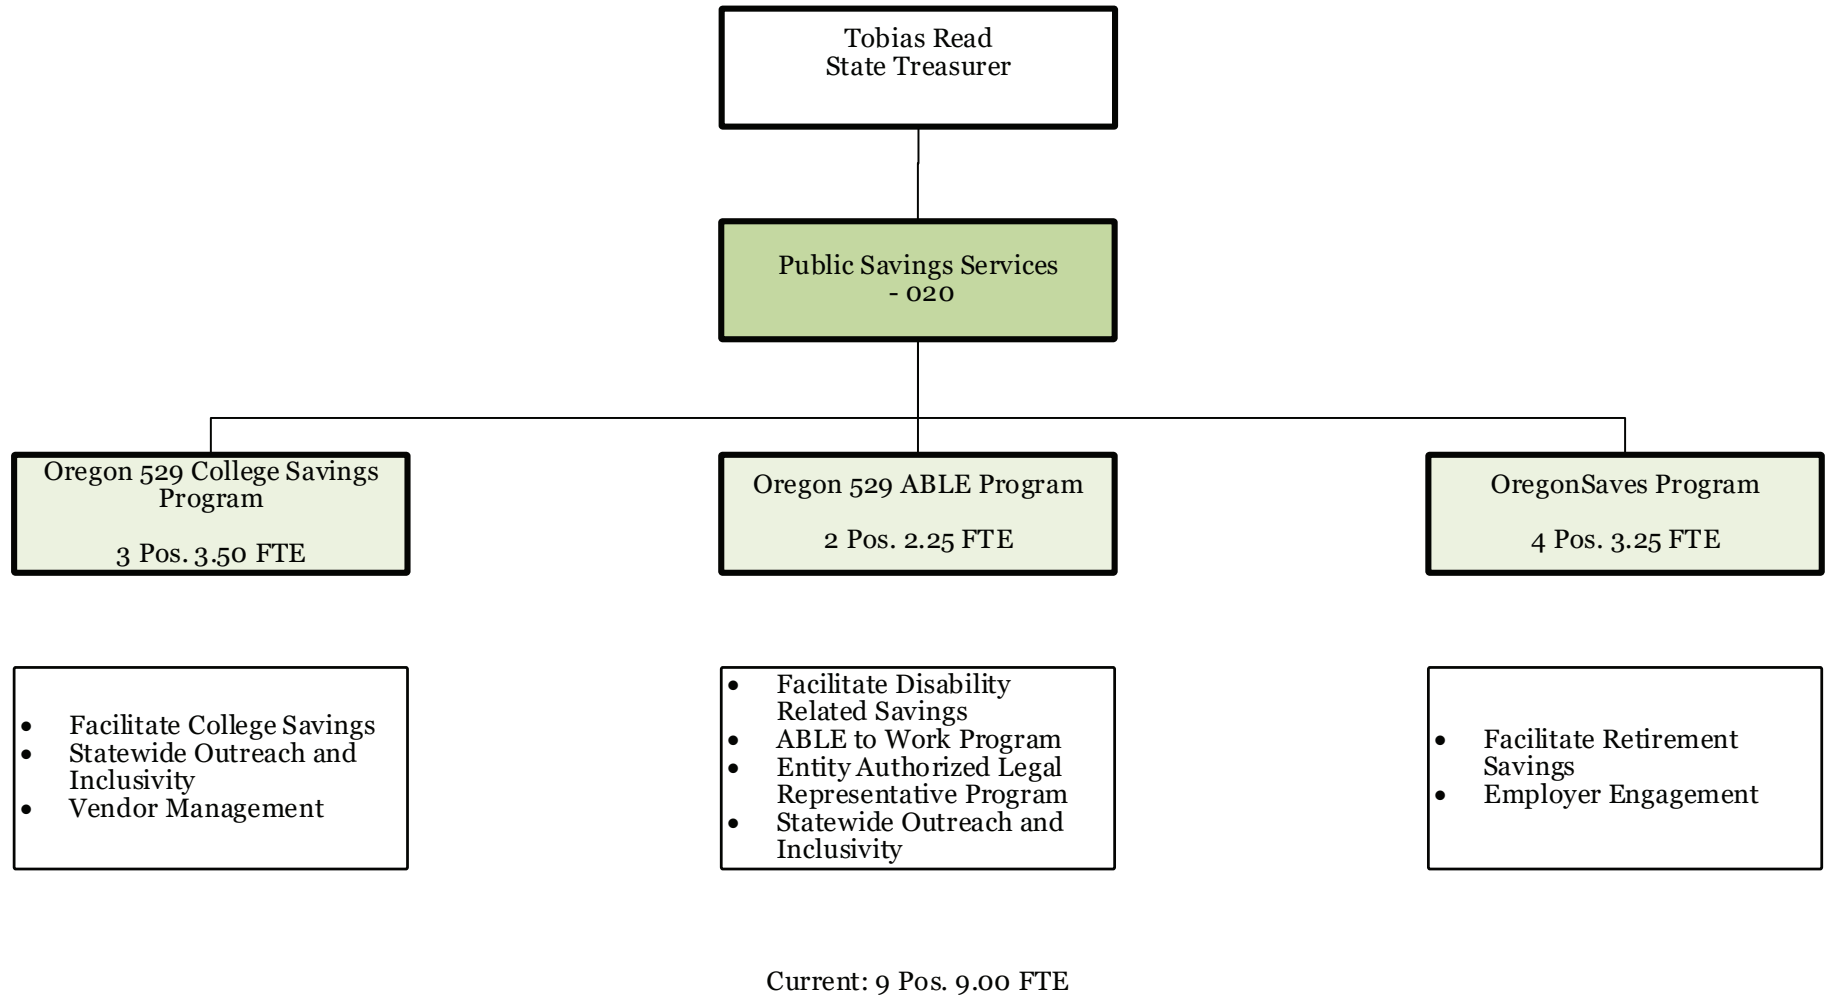 Tobias Read
State Treasurer
Public Savings Services
- 020
Oregon 529 College Savings
Program
3 Pos. 3.50 FTE
Oregon 529 ABLE Program
2 Pos. 2.25 FTE
OregonSaves Program
4 Pos. 3.25 FTE
• Facilitate College Savings
• Statewide Outreach and
Inclusivity
• Vendor Management
• Facilitate Disability
Related Savings
• ABLE to Work Program
• Entity Authorized Legal
Representative Program
• Statewide Outreach and
Inclusivity
• Facilitate Retirement
Savings
• Employer Engagement
Current: 9 Pos. 9.00 FTE